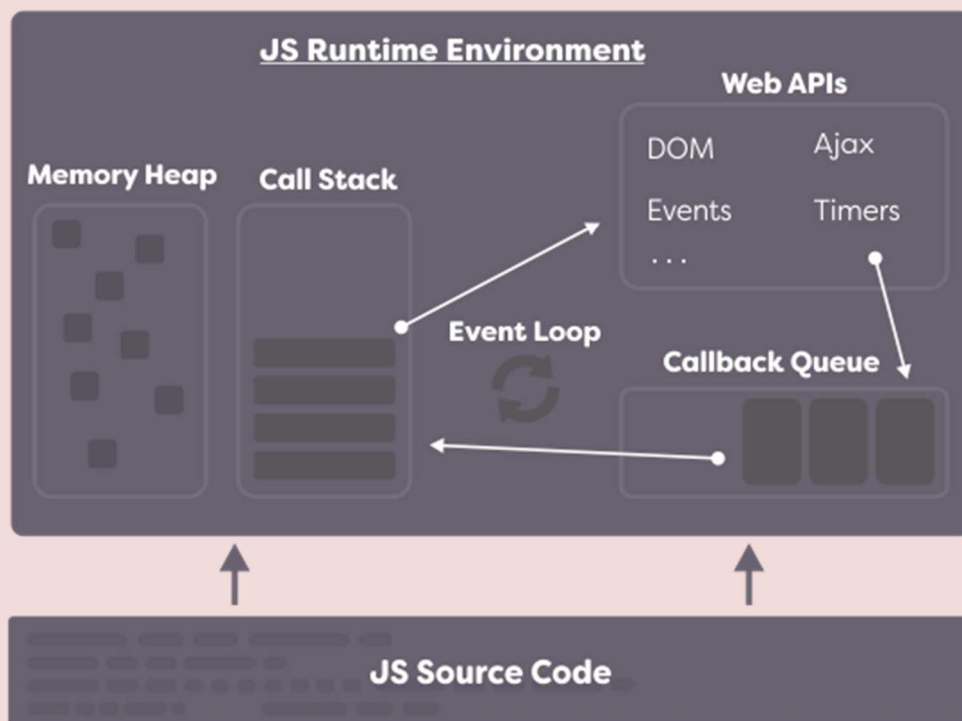 JS Runtime Environment
Web APIs
DOM Ajax
Events Timers
...
Memory Heap
Call Stack
Event Loop
Callback Queue
JS Source Code